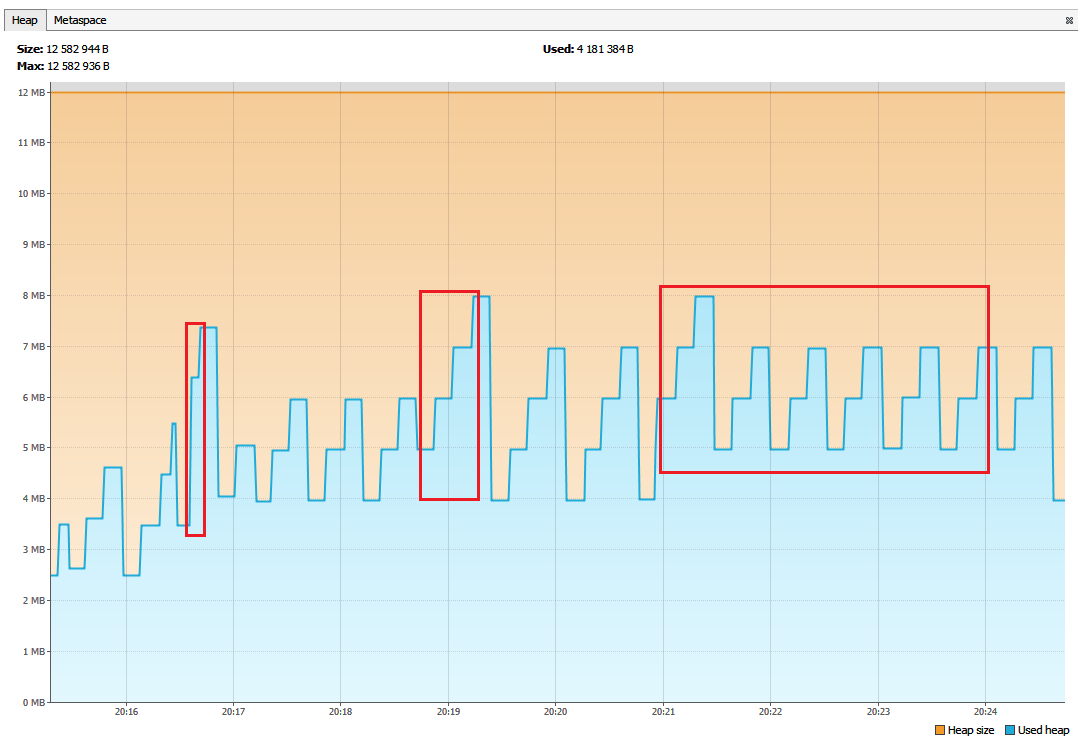 Heap Metaspace
Size: 12 582 944 B Used: 4 181 384 B
Max: 12 582 936 B
12 MB
11 MB
10 MB
9 MB
8 MB
7 MB
6 MB
5 MB
4 MB
3 MB
2 MB
1 MB
0 MB
20:16 20:17 20:18 20:19 20:20 20:21 20:22 20:23 20:24
Heap size Used heap